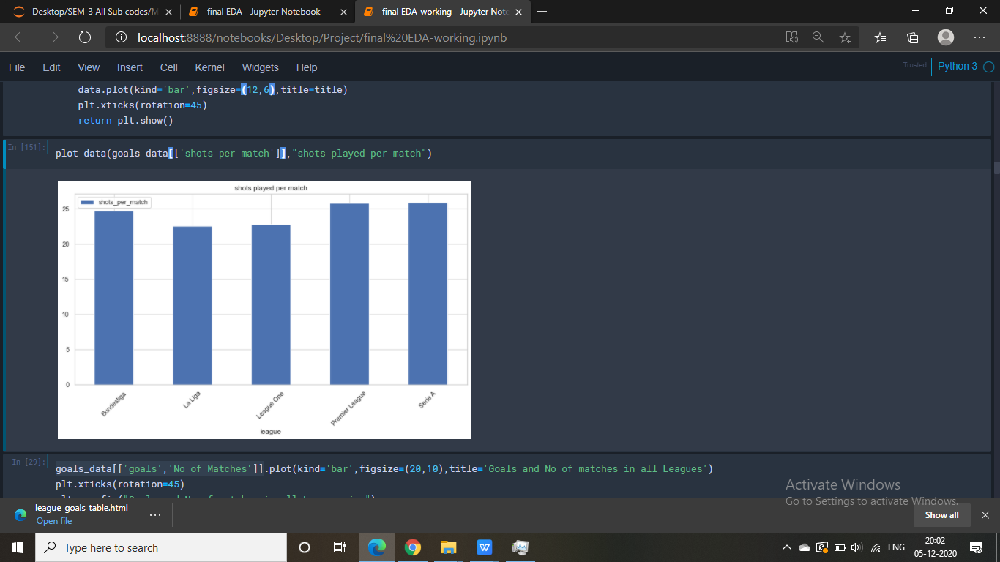 Desktop/SEM-3 All Sub codes/M
final EDA - Jupyter Notebook
final EDA-working - Jupyter Note
localhost:8888/notebooks/Desktop/Project/final%20EDA-working.ipynb
File Edit View Insert Cell Kernel Widgets Help
Trusted Python 3
data.plot(kind='bar',figsize=(12,6),title=title)
plt.xticks(rotation=45)
return plt.show()
In [151]:
plot_data(goals_data[['shots_per_match']],"shots played per match")
shots played per match
shots_per_match
25
20
15
10
5
0
Bundesliga
La Liga
League One
Premier League
Serie A
league
In [29]:
goals_data[['goals','No of Matches']].plot(kind='bar',figsize=(20,10),title='Goals and No of matches in all Leagues')
plt.xticks(rotation=45)
Activate Windows
Go to Settings to activate Windows.
league_goals_table.html
Open file
Show all
Type here to search
ENG
20:02
05-12-2020